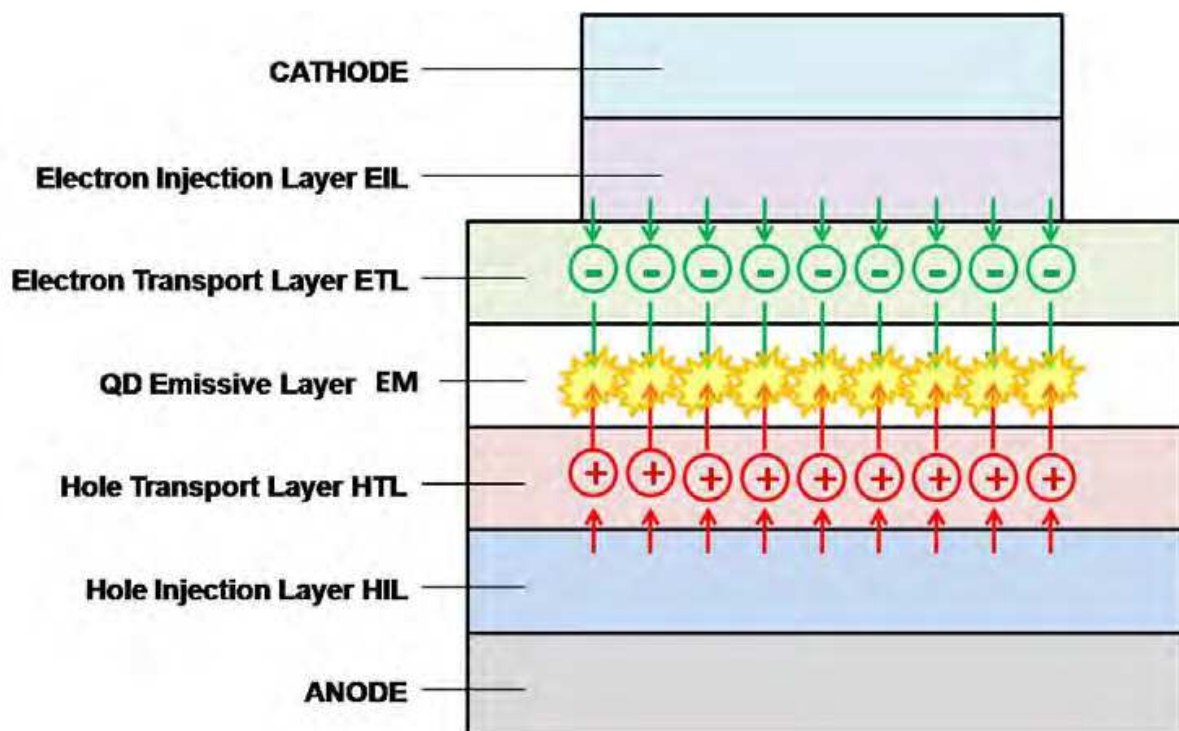 CATHODE
Electron Injection Layer EIL
Electron Transport Layer ETL
- - - - - - - - -
QD Emissive Layer EM
+ + + + + + + + +
Hole Transport Layer HTL
Hole Injection Layer HIL
ANODE